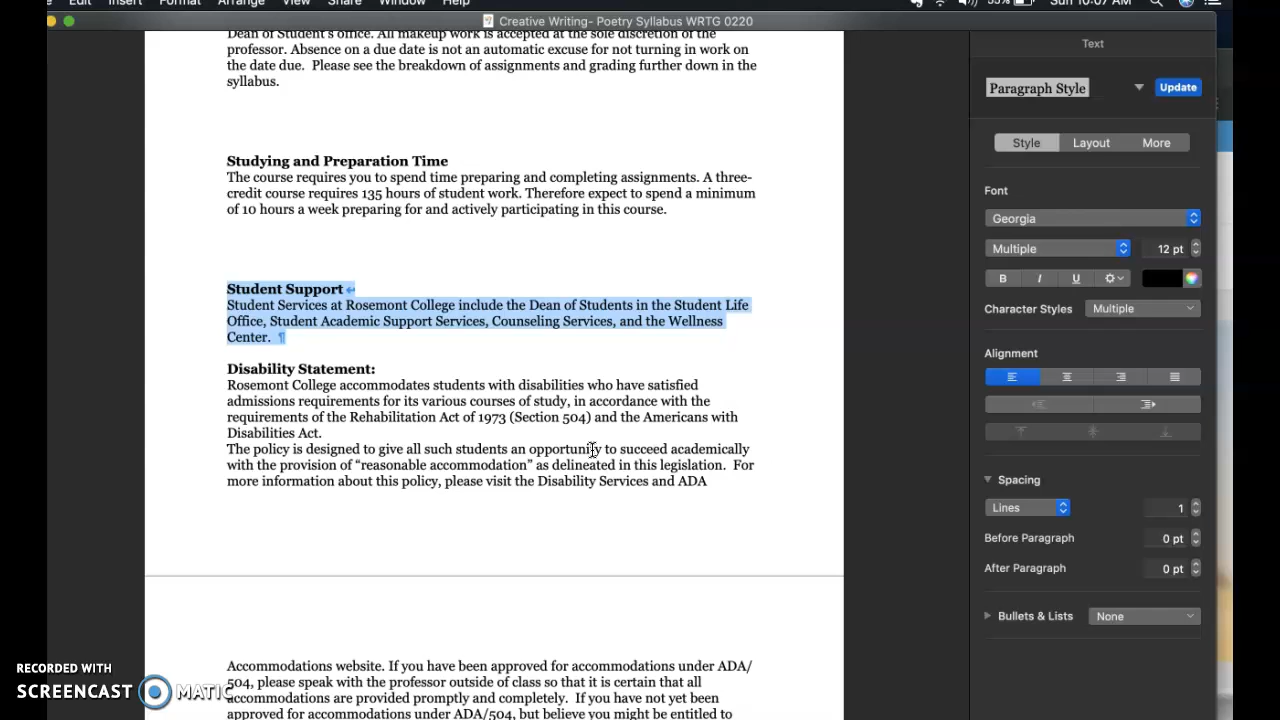 Edit Insert Format Arrange View Share Window Help 55% Sun 10:07 AM
Creative Writing- Poetry Syllabus WRTG 0220
Dean of Student's office. All makeup work is accepted at the sole discretion of the
professor. Absence on a due date is not an automatic excuse for not turning in work on
the date due. Please see the breakdown of assignments and grading further down in the
syllabus.
Studying and Preparation Time
The course requires you to spend time preparing and completing assignments. A three-
credit course requires 135 hours of student work. Therefore expect to spend a minimum
of 10 hours a week preparing for and actively participating in this course.
Student Support ↩
Student Services at Rosemont College include the Dean of Students in the Student Life
Office, Student Academic Support Services, Counseling Services, and the Wellness
Center. ¶
Disability Statement:
Rosemont College accommodates students with disabilities who have satisfied
admissions requirements for its various courses of study, in accordance with the
requirements of the Rehabilitation Act of 1973 (Section 504) and the Americans with
Disabilities Act.
The policy is designed to give all such students an opportunity to succeed academically
with the provision of “reasonable accommodation” as delineated in this legislation. For
more information about this policy, please visit the Disability Services and ADA
Accommodations website. If you have been approved for accommodations under ADA/
504, please speak with the professor outside of class so that it is certain that all
accommodations are provided promptly and completely. If you have not yet been
approved for accommodations under ADA/504, but believe you might be entitled to
Text
Paragraph Style Update
Style Layout More
Font
Georgia
Multiple 12 pt
B I U
Character Styles Multiple
Alignment
Spacing
Lines 1
Before Paragraph 0 pt
After Paragraph 0 pt
Bullets & Lists None
RECORDED WITH
SCREENCAST MATIC